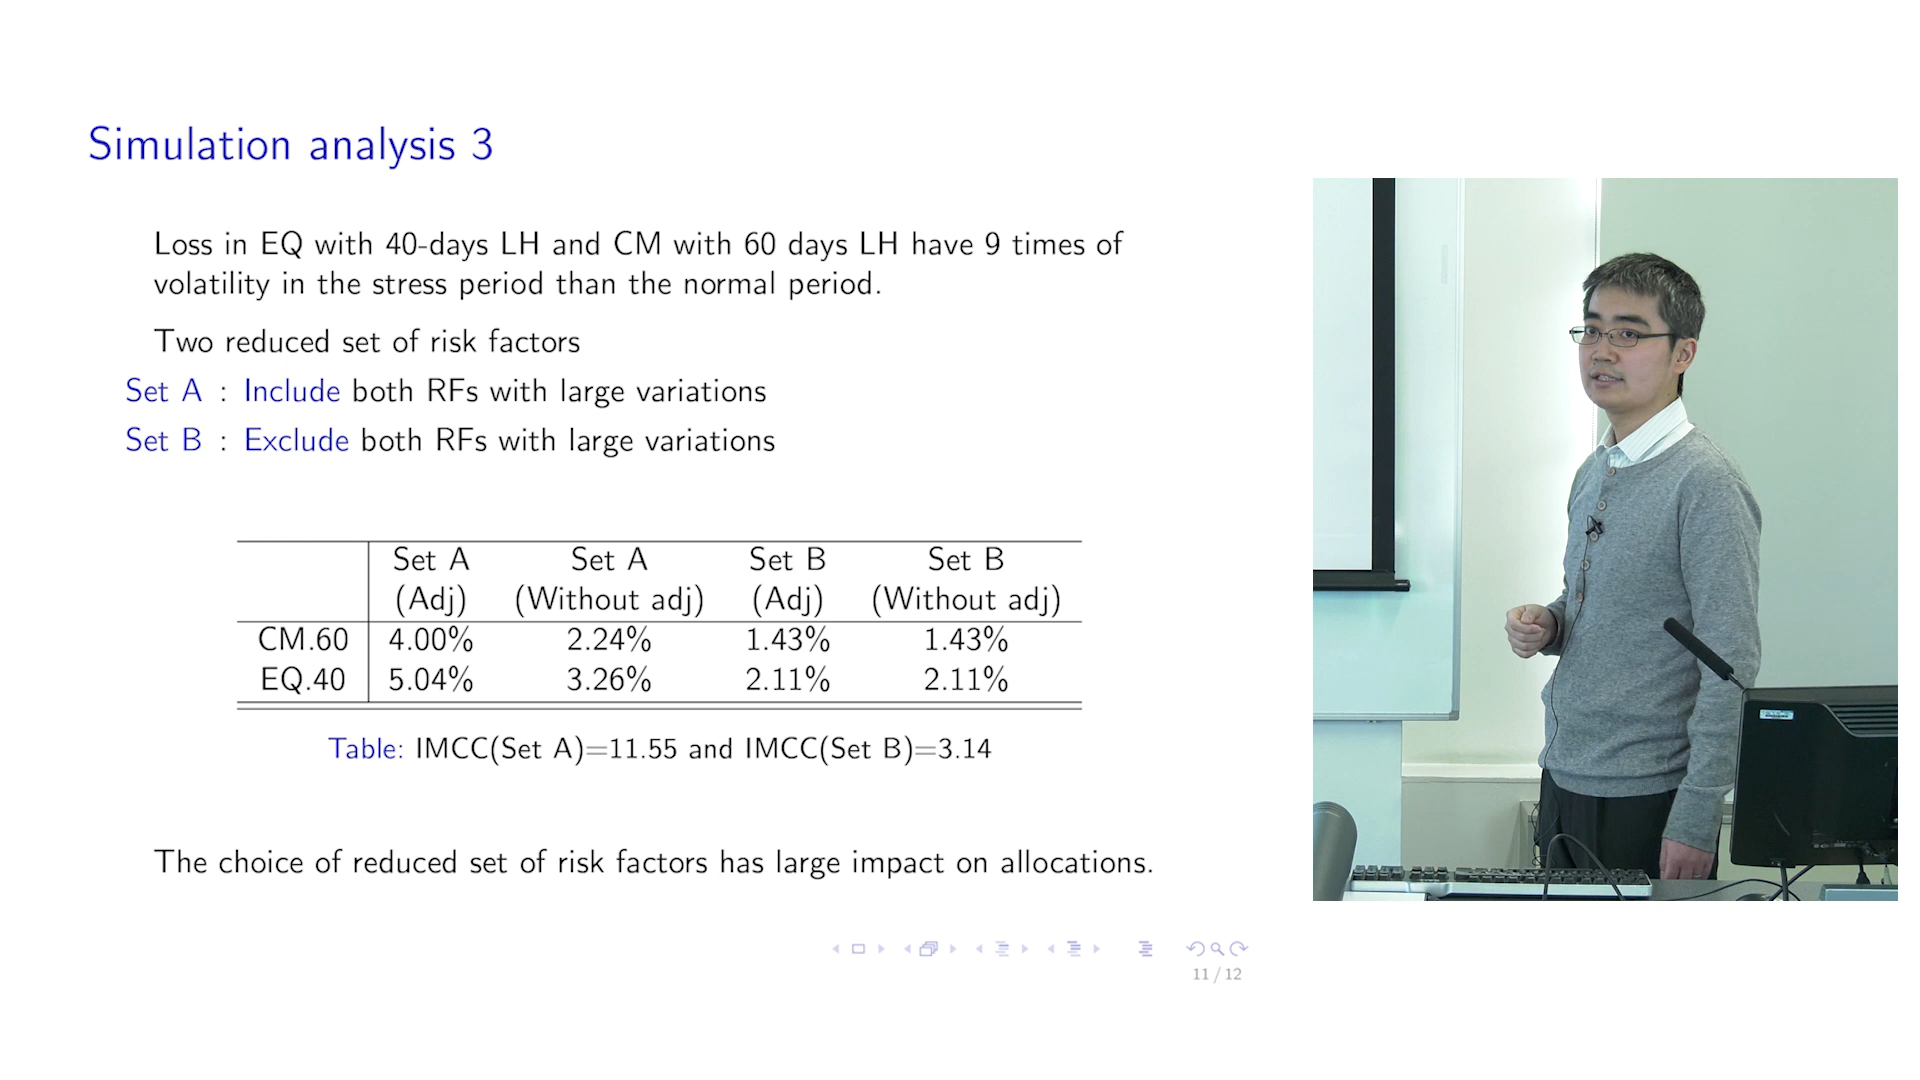 Simulation analysis 3
Loss in EQ with 40-days LH and CM with 60 days LH have 9 times of
volatility in the stress period than the normal period.
Two reduced set of risk factors
Set A : Include both RFs with large variations
Set B : Exclude both RFs with large variations
Set A Set A Set B Set B
(Adj) (Without adj) (Adj) (Without adj)
CM.60 4.00% 2.24% 1.43% 1.43%
EQ.40 5.04% 3.26% 2.11% 2.11%
Table: IMCC(Set A)=11.55 and IMCC(Set B)=3.14
The choice of reduced set of risk factors has large impact on allocations.
11 / 12